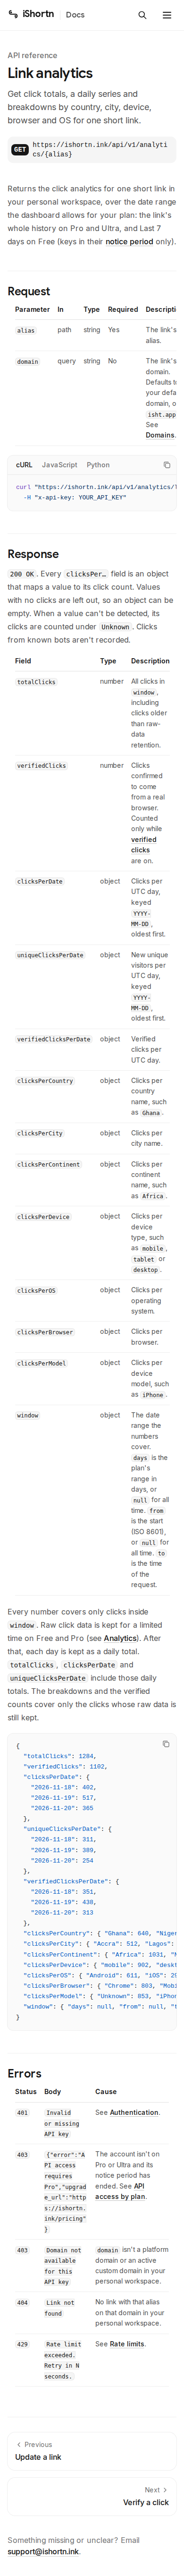 iShortn Docs
API reference
Link analytics
Get click totals, a daily series and
breakdowns by country, city, device,
browser and OS for one short link.
GET https://ishortn.ink/api/v1/analyti
cs/{alias}
Returns the click analytics for one short link in
your personal workspace, over the date range
the dashboard allows for your plan: the link's
whole history on Pro and Ultra, and Last 7
days on Free (keys in their notice period only).
Request
Parameter In Type Required Descripti
alias path string Yes The link's
alias.
domain query string No The link's
domain.
Defaults to
your default
domain, o
isht.app
See
Domains.
cURL JavaScript Python
curl "https://ishortn.ink/api/v1/analytics/l
-H "x-api-key: YOUR_API_KEY"
Response
200 OK. Every clicksPer… field is an object
that maps a value to its click count. Values
with no clicks are left out, so an object can be
empty. When a value can't be detected, its
clicks are counted under Unknown. Clicks
from known bots aren't recorded.
Field Type Description
totalClicks number All clicks in
window,
including
clicks older
than raw-
data
retention.
verifiedClicks number Clicks
confirmed
to come
from a real
browser.
Counted
only while
verified
clicks
are on.
clicksPerDate object Clicks per
UTC day,
keyed
YYYY-
MM-DD,
oldest first.
uniqueClicksPerDate object New unique
visitors per
UTC day,
keyed
YYYY-
MM-DD,
oldest first.
verifiedClicksPerDate object Verified
clicks per
UTC day.
clicksPerCountry object Clicks per
country
name, such
as Ghana.
clicksPerCity object Clicks per
city name.
clicksPerContinent object Clicks per
continent
name, such
as Africa.
clicksPerDevice object Clicks per
device
type, such
as mobile,
tablet or
desktop.
clicksPerOS object Clicks per
operating
system.
clicksPerBrowser object Clicks per
browser.
clicksPerModel object Clicks per
device
model, such
as iPhone.
window object The date
range the
numbers
cover.
days is the
plan's
range in
days, or
null for all
time. from
is the start
(ISO 8601),
or null for
all time. to
is the time
of the
request.
Every number covers only clicks inside
window. Raw click data is kept for a limited
time on Free and Pro (see Analytics). After
that, each day is kept as a daily total.
totalClicks, clicksPerDate and
uniqueClicksPerDate include those daily
totals. The breakdowns and the verified
counts cover only the clicks whose raw data is
still kept.
{
"totalClicks": 1284,
"verifiedClicks": 1102,
"clicksPerDate": {
"2026-11-18": 402,
"2026-11-19": 517,
"2026-11-20": 365
},
"uniqueClicksPerDate": {
"2026-11-18": 311,
"2026-11-19": 389,
"2026-11-20": 254
},
"verifiedClicksPerDate": {
"2026-11-18": 351,
"2026-11-19": 438,
"2026-11-20": 313
},
"clicksPerCountry": { "Ghana": 640, "Niger
"clicksPerCity": { "Accra": 512, "Lagos":
"clicksPerContinent": { "Africa": 1031, "N
"clicksPerDevice": { "mobile": 902, "deskt
"clicksPerOS": { "Android": 611, "iOS": 29
"clicksPerBrowser": { "Chrome": 803, "Mobi
"clicksPerModel": { "Unknown": 853, "iPhon
"window": { "days": null, "from": null, "t
}
Errors
Status Body Cause
401 Invalid
or missing
API key See Authentication.
403 {"error":"A
PI access
requires
Pro","upgrad
e_url":"http
s://ishortn.
ink/pricing"
} The account isn't on
Pro or Ultra and its
notice period has
ended. See API
access by plan.
403 Domain not
available
for this
API key domain isn't a platform
domain or an active
custom domain in your
personal workspace.
404 Link not
found No link with that alias
on that domain in your
personal workspace.
429 Rate limit
exceeded.
Retry in N
seconds. See Rate limits.
Previous
Update a link
Next
Verify a click
Something missing or unclear? Email
support@ishortn.ink.